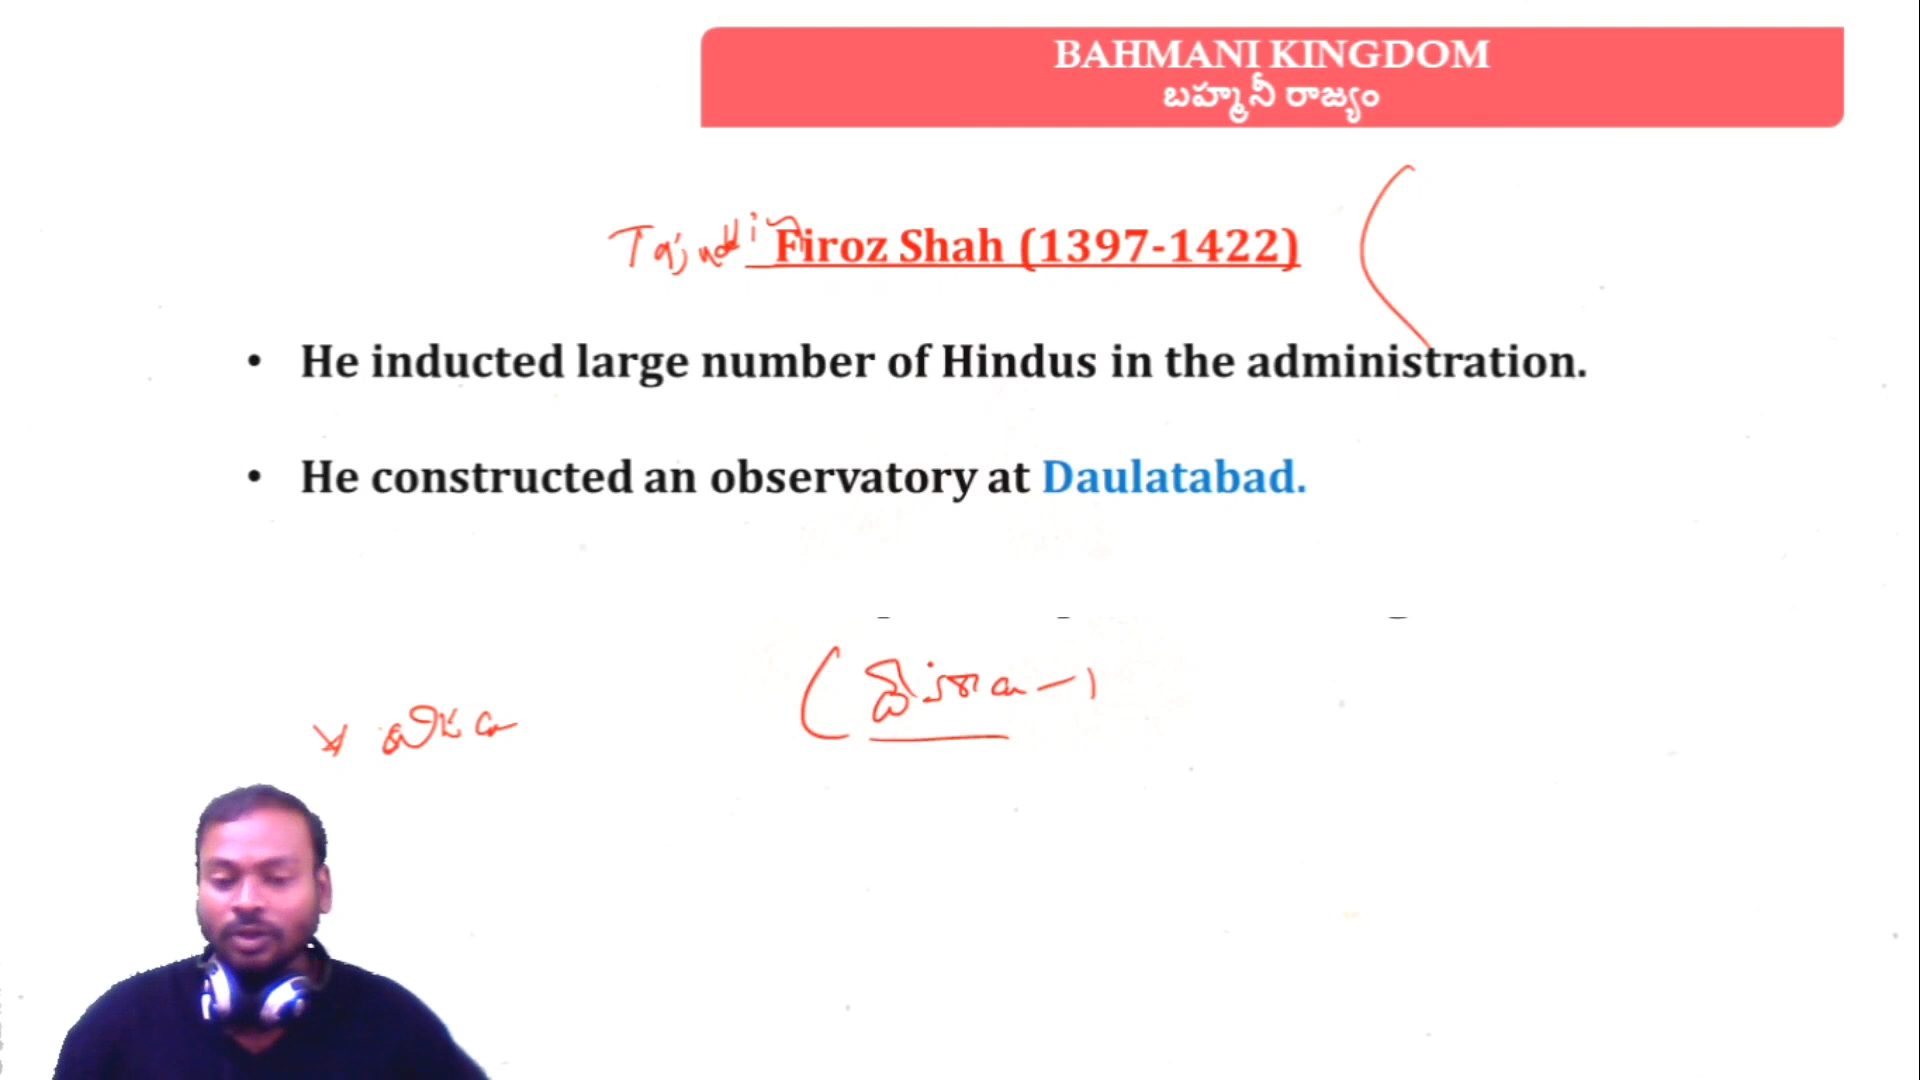 BAHMANI KINGDOM
బహ్మనీ రాజ్యం
Tajuddin Firoz Shah (1397-1422)
• He inducted large number of Hindus in the administration.
• He constructed an observatory at Daulatabad.